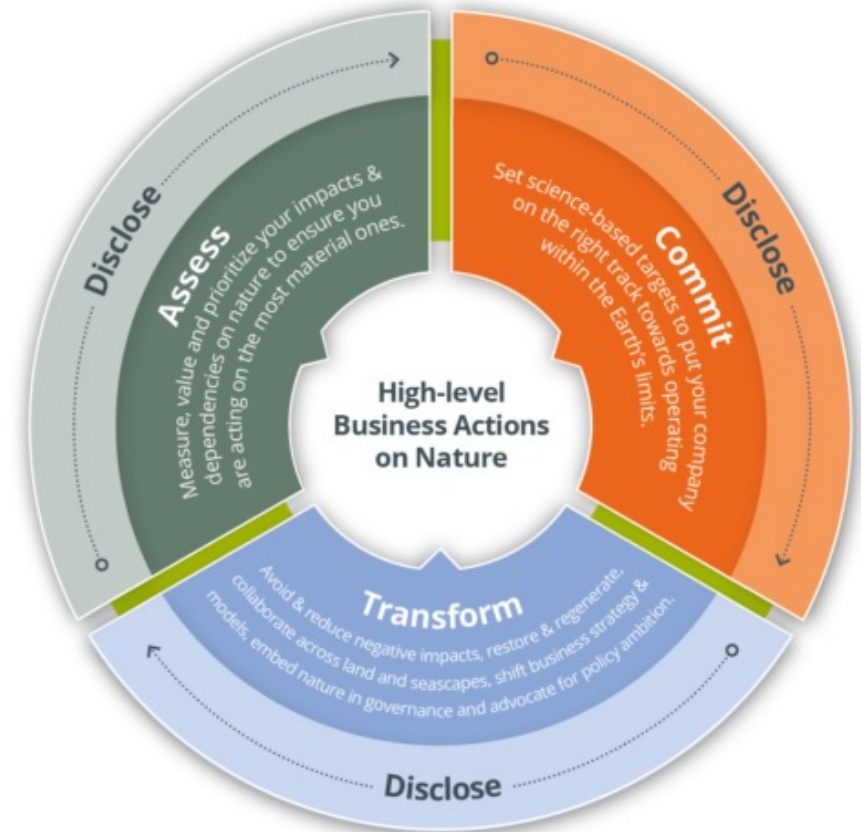 High-level
Business Actions
on Nature
Disclose
Assess
Measure, value and prioritize your impacts &
dependencies on nature to ensure you
are acting on the most material ones.
Disclose
Commit
Set science-based targets to put your company
on the right track towards operating
within the Earth's limits.
Transform
Avoid & reduce negative impacts, restore & regenerate,
collaborate across land and seascapes, shift business strategy &
models, embed nature in governance and advocate for policy ambition.
Disclose